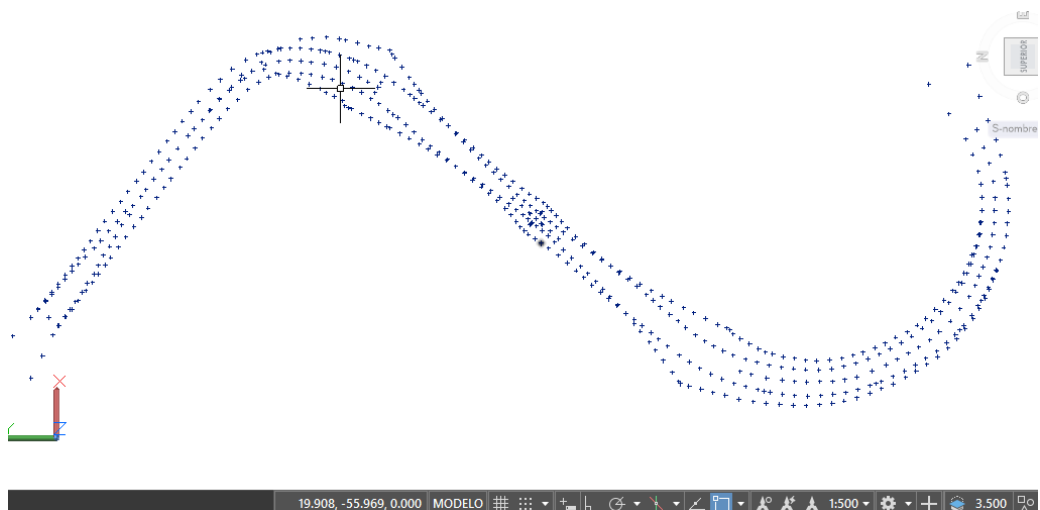 E
N
SUPERIOR
O
S-nombre
X
Y
Z
19.908, -55.969, 0.000 MODELO 1:500 3.500